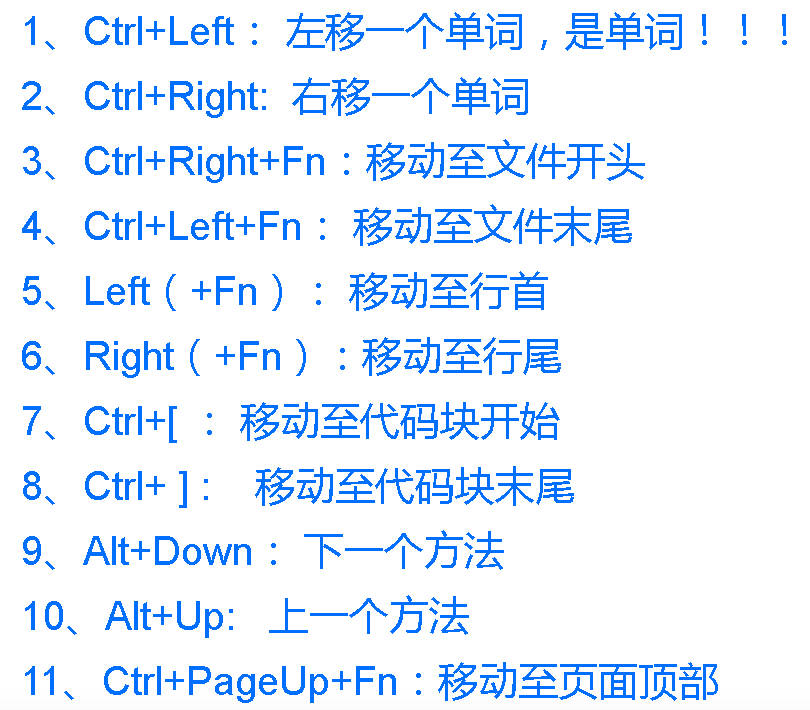 1、Ctrl+Left： 左移一个单词，是单词！！！
2、Ctrl+Right:  右移一个单词
3、Ctrl+Right+Fn：移动至文件开头
4、Ctrl+Left+Fn： 移动至文件末尾
5、Left（+Fn）： 移动至行首
6、Right（+Fn）：移动至行尾
7、Ctrl+[ ： 移动至代码块开始
8、Ctrl+ ]：  移动至代码块末尾
9、Alt+Down： 下一个方法
10、Alt+Up:   上一个方法
11、Ctrl+PageUp+Fn：移动至页面顶部